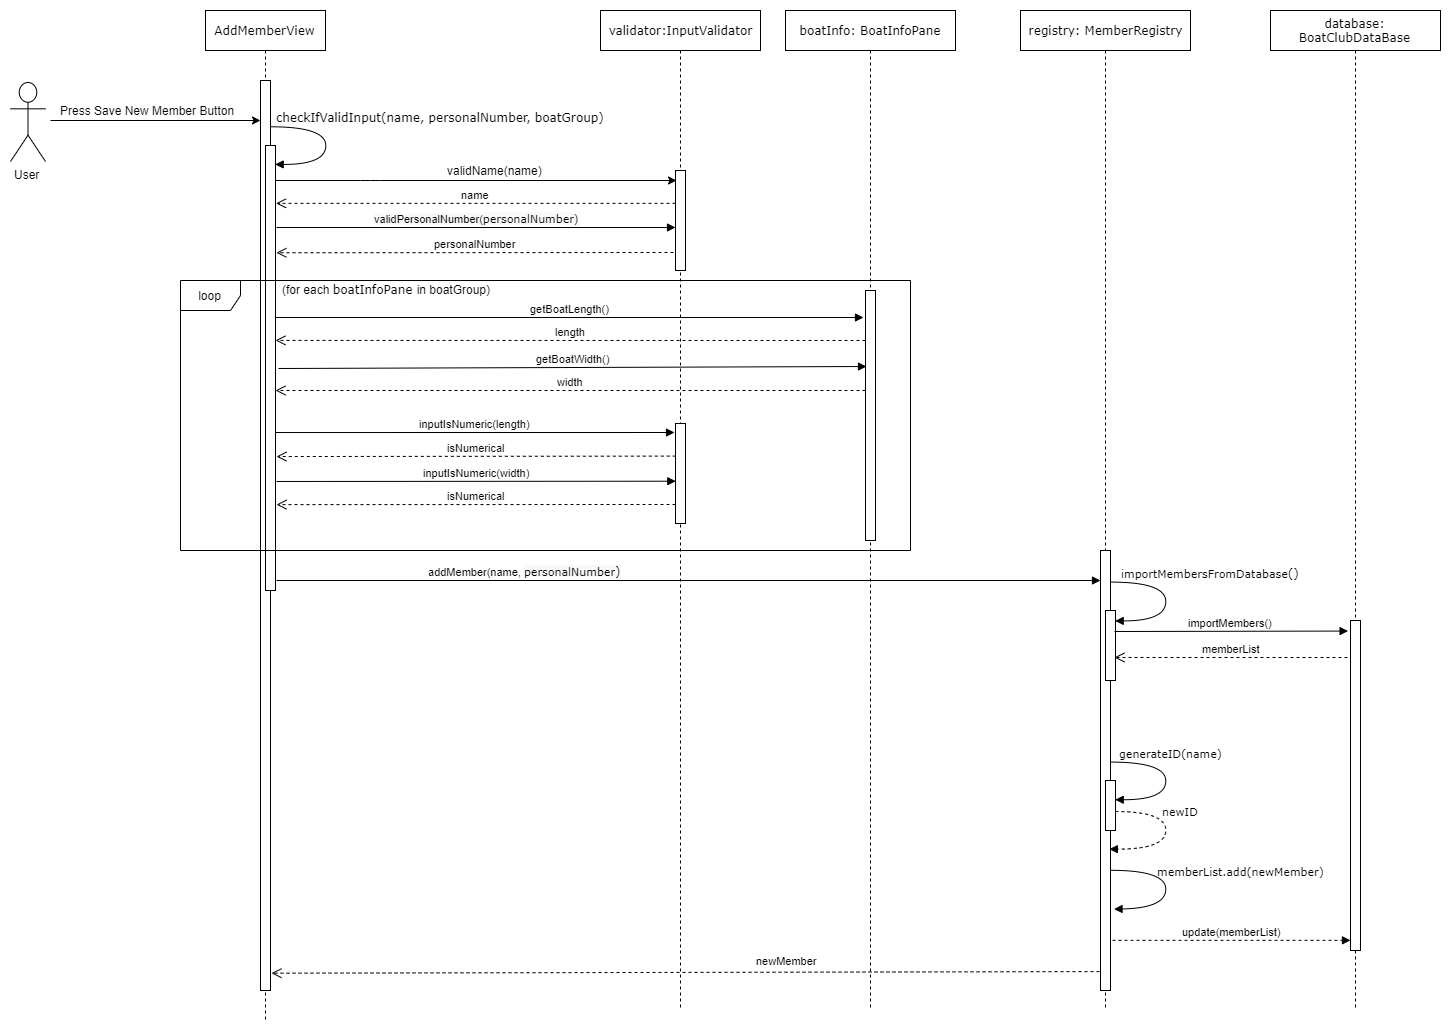 AddMemberView
validator:InputValidator
boatInfo: BoatInfoPane
registry: MemberRegistry
database:
BoatClubDataBase
Press Save New Member Button
User
checkIfValidInput(name, personalNumber, boatGroup)
validName(name)
name
validPersonalNumber(personalNumber)
personalNumber
loop
(for each boatInfoPane in boatGroup)
getBoatLength()
length
getBoatWidth()
width
inputIsNumeric(length)
isNumerical
inputIsNumeric(width)
isNumerical
addMember(name, personalNumber)
importMembersFromDatabase()
importMembers()
memberList
generateID(name)
newID
memberList.add(newMember)
update(memberList)
newMember